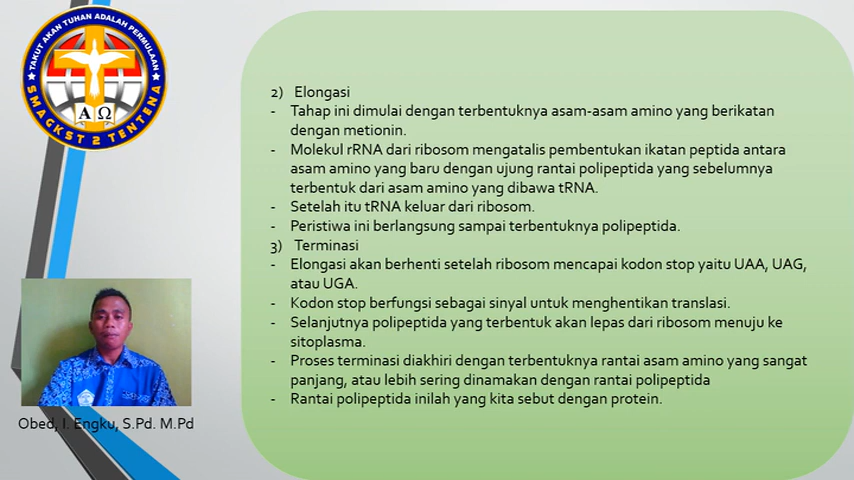 TAKUT AKAN TUHAN ADALAH PERMULAAN
Α Ω
SMAGKST 2 TENTENA
2) Elongasi
- Tahap ini dimulai dengan terbentuknya asam-asam amino yang berikatan
dengan metionin.
- Molekul rRNA dari ribosom mengatalis pembentukan ikatan peptida antara
asam amino yang baru dengan ujung rantai polipeptida yang sebelumnya
terbentuk dari asam amino yang dibawa tRNA.
- Setelah itu tRNA keluar dari ribosom.
- Peristiwa ini berlangsung sampai terbentuknya polipeptida.
3) Terminasi
- Elongasi akan berhenti setelah ribosom mencapai kodon stop yaitu UAA, UAG,
atau UGA.
- Kodon stop berfungsi sebagai sinyal untuk menghentikan translasi.
- Selanjutnya polipeptida yang terbentuk akan lepas dari ribosom menuju ke
sitoplasma.
- Proses terminasi diakhiri dengan terbentuknya rantai asam amino yang sangat
panjang, atau lebih sering dinamakan dengan rantai polipeptida
- Rantai polipeptida inilah yang kita sebut dengan protein.
Obed, I. Engku, S.Pd. M.Pd